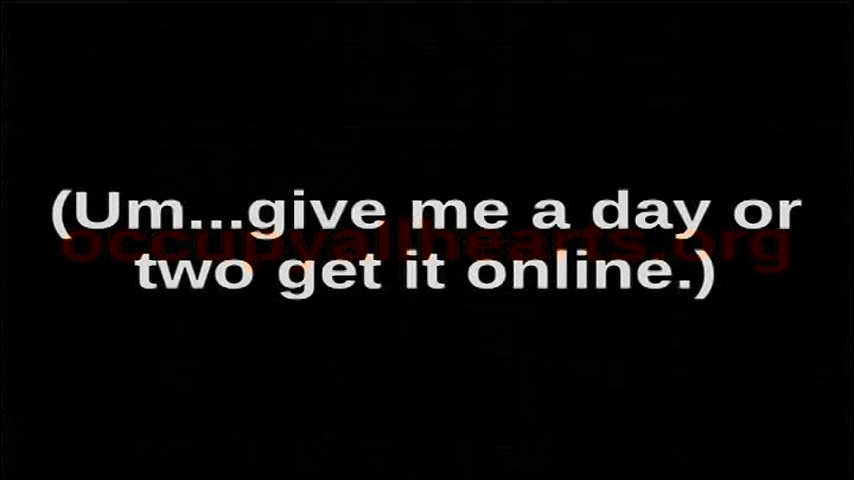 (Um...give me a day or
occupyallhearts.org
two get it online.)